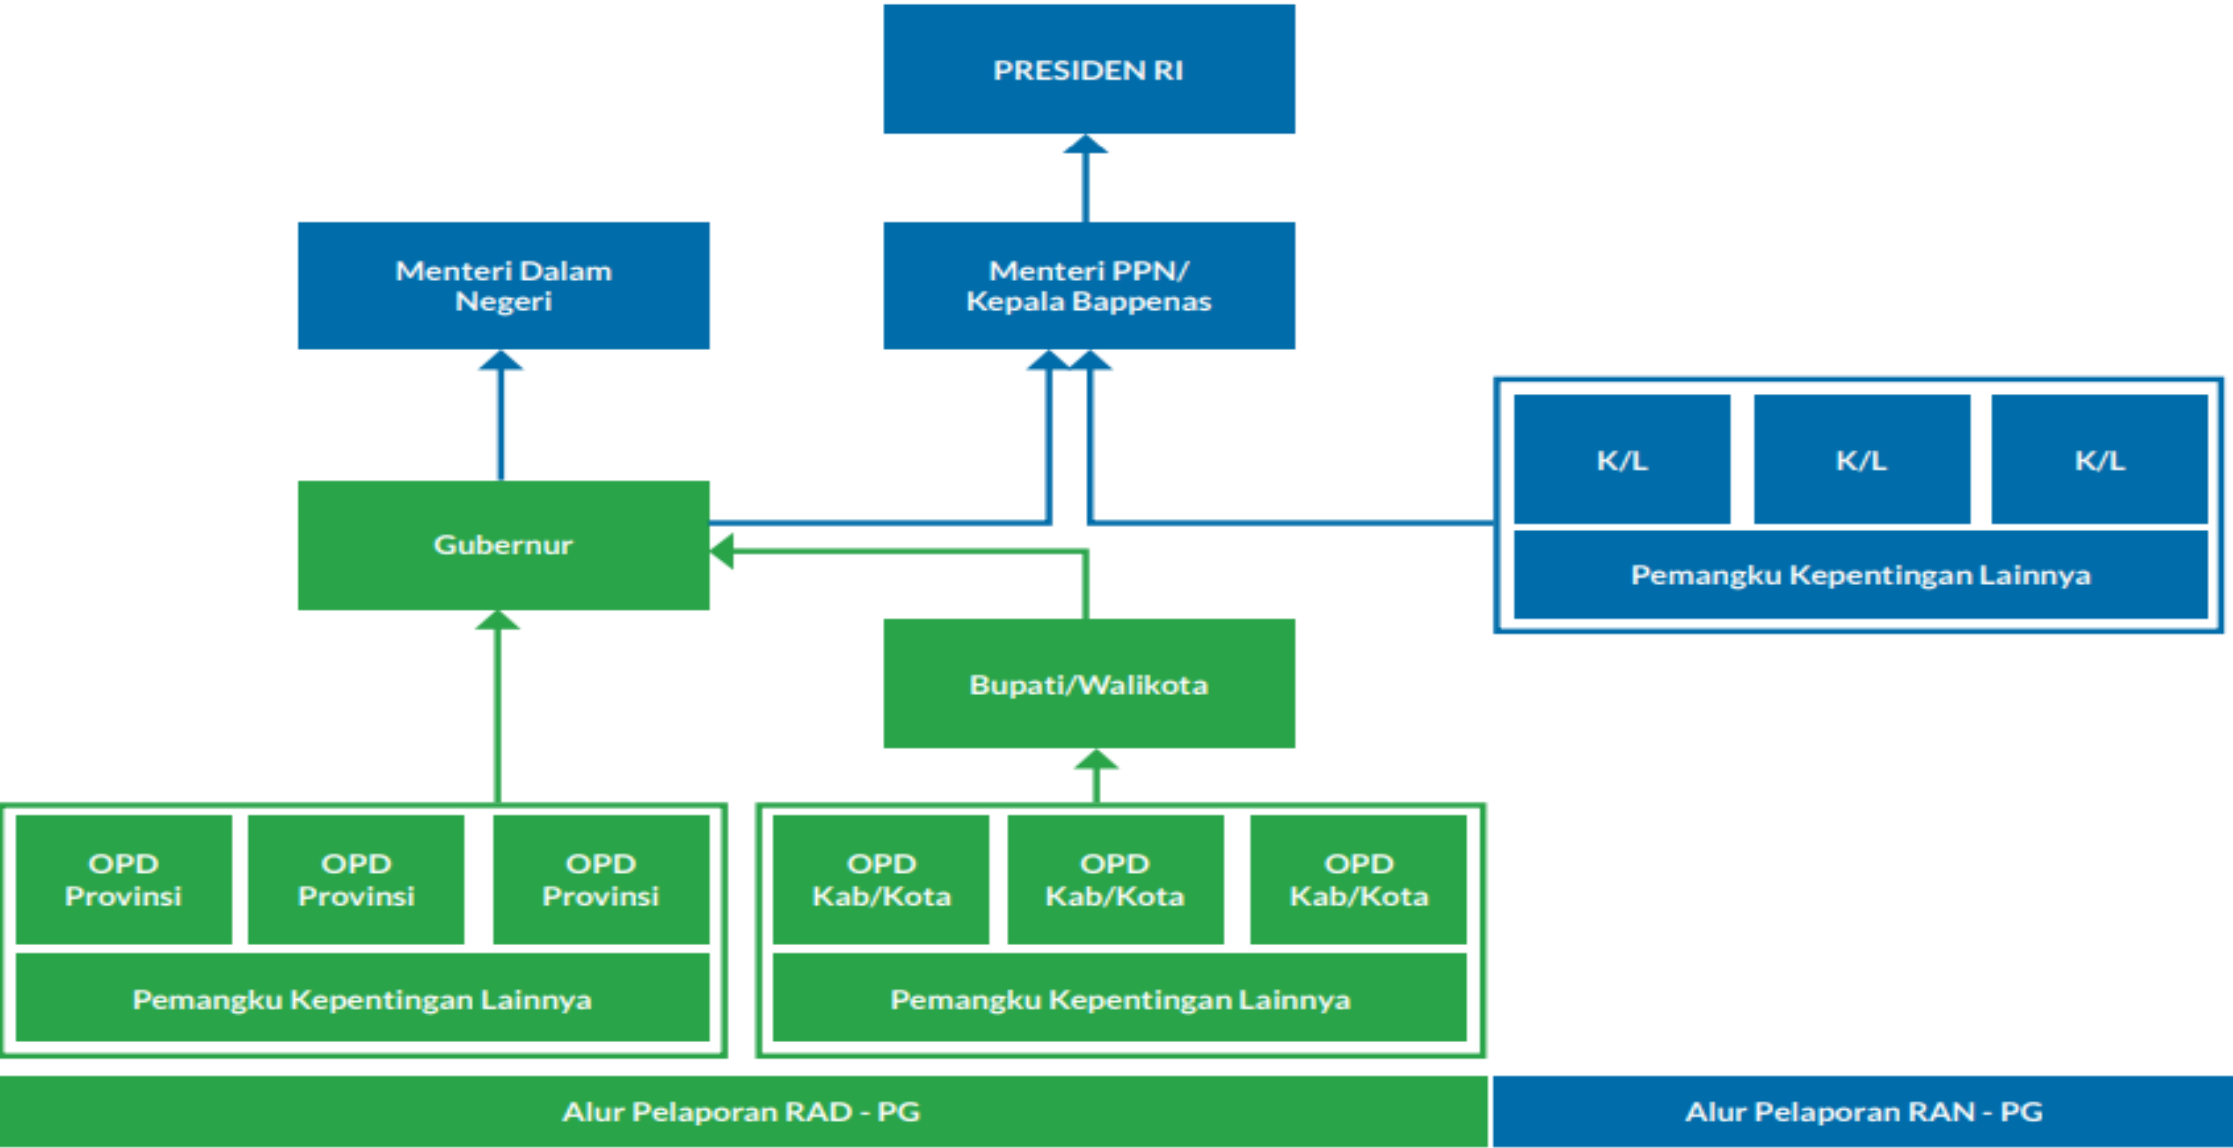 PRESIDEN RI
Menteri Dalam
Negeri
Menteri PPN/
Kepala Bappenas
K/L
K/L
K/L
Pemangku Kepentingan Lainnya
Gubernur
Bupati/Walikota
OPD
Provinsi
OPD
Provinsi
OPD
Provinsi
Pemangku Kepentingan Lainnya
OPD
Kab/Kota
OPD
Kab/Kota
OPD
Kab/Kota
Pemangku Kepentingan Lainnya
Alur Pelaporan RAD - PG
Alur Pelaporan RAN - PG